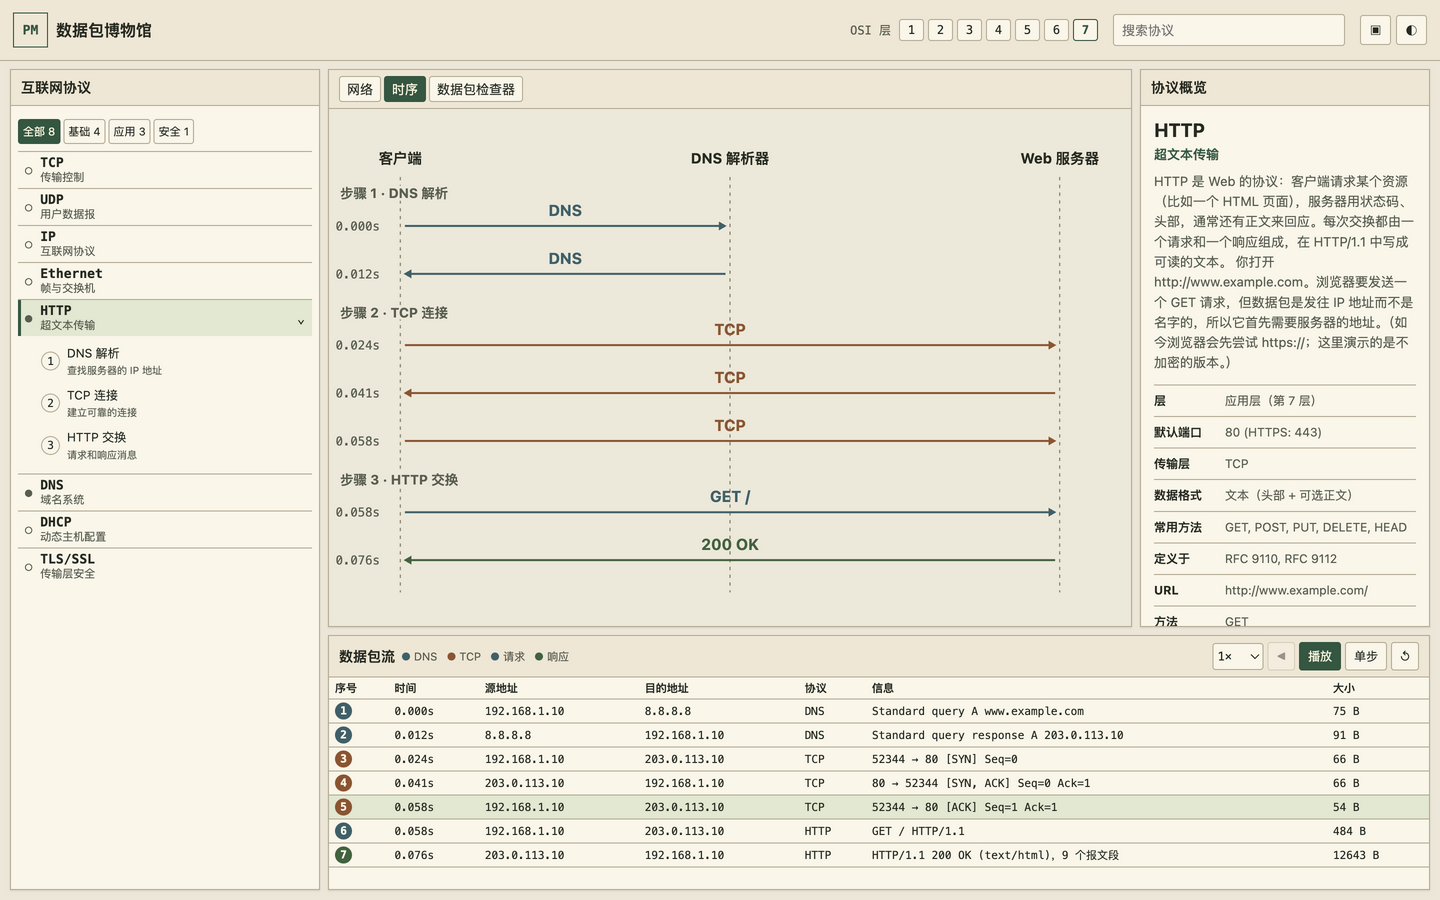 PM 数据包博物馆
OSI 层 1 2 3 4 5 6 7
搜索协议
互联网协议
全部 8 基础 4 应用 3 安全 1
TCP
传输控制
UDP
用户数据报
IP
互联网协议
Ethernet
帧与交换机
HTTP
超文本传输
1 DNS 解析
查找服务器的 IP 地址
2 TCP 连接
建立可靠的连接
3 HTTP 交换
请求和响应消息
DNS
域名系统
DHCP
动态主机配置
TLS/SSL
传输层安全
网络 时序 数据包检查器
客户端 DNS 解析器 Web 服务器
步骤 1 · DNS 解析
DNS
0.000s
DNS
0.012s
步骤 2 · TCP 连接
TCP
0.024s
TCP
0.041s
TCP
0.058s
步骤 3 · HTTP 交换
GET /
0.058s
200 OK
0.076s
协议概览
HTTP
超文本传输
HTTP 是 Web 的协议：客户端请求某个资源
（比如一个 HTML 页面），服务器用状态码、
头部，通常还有正文来回应。每次交换都由一
个请求和一个响应组成，在 HTTP/1.1 中写成
可读的文本。 你打开
http://www.example.com。浏览器要发送一
个 GET 请求，但数据包是发往 IP 地址而不是
名字的，所以它首先需要服务器的地址。（如
今浏览器会先尝试 https://；这里演示的是不
加密的版本。）
层 应用层（第 7 层）
默认端口 80 (HTTPS: 443)
传输层 TCP
数据格式 文本（头部 + 可选正文）
常用方法 GET, POST, PUT, DELETE, HEAD
定义于 RFC 9110, RFC 9112
URL http://www.example.com/
方法 GET
数据包流 DNS TCP 请求 响应
1× 播放 单步
序号 时间 源地址 目的地址 协议 信息 大小
1 0.000s 192.168.1.10 8.8.8.8 DNS Standard query A www.example.com 75 B
2 0.012s 8.8.8.8 192.168.1.10 DNS Standard query response A 203.0.113.10 91 B
3 0.024s 192.168.1.10 203.0.113.10 TCP 52344 → 80 [SYN] Seq=0 66 B
4 0.041s 203.0.113.10 192.168.1.10 TCP 80 → 52344 [SYN, ACK] Seq=0 Ack=1 66 B
5 0.058s 192.168.1.10 203.0.113.10 TCP 52344 → 80 [ACK] Seq=1 Ack=1 54 B
6 0.058s 192.168.1.10 203.0.113.10 HTTP GET / HTTP/1.1 484 B
7 0.076s 203.0.113.10 192.168.1.10 HTTP HTTP/1.1 200 OK (text/html)，9 个报文段 12643 B